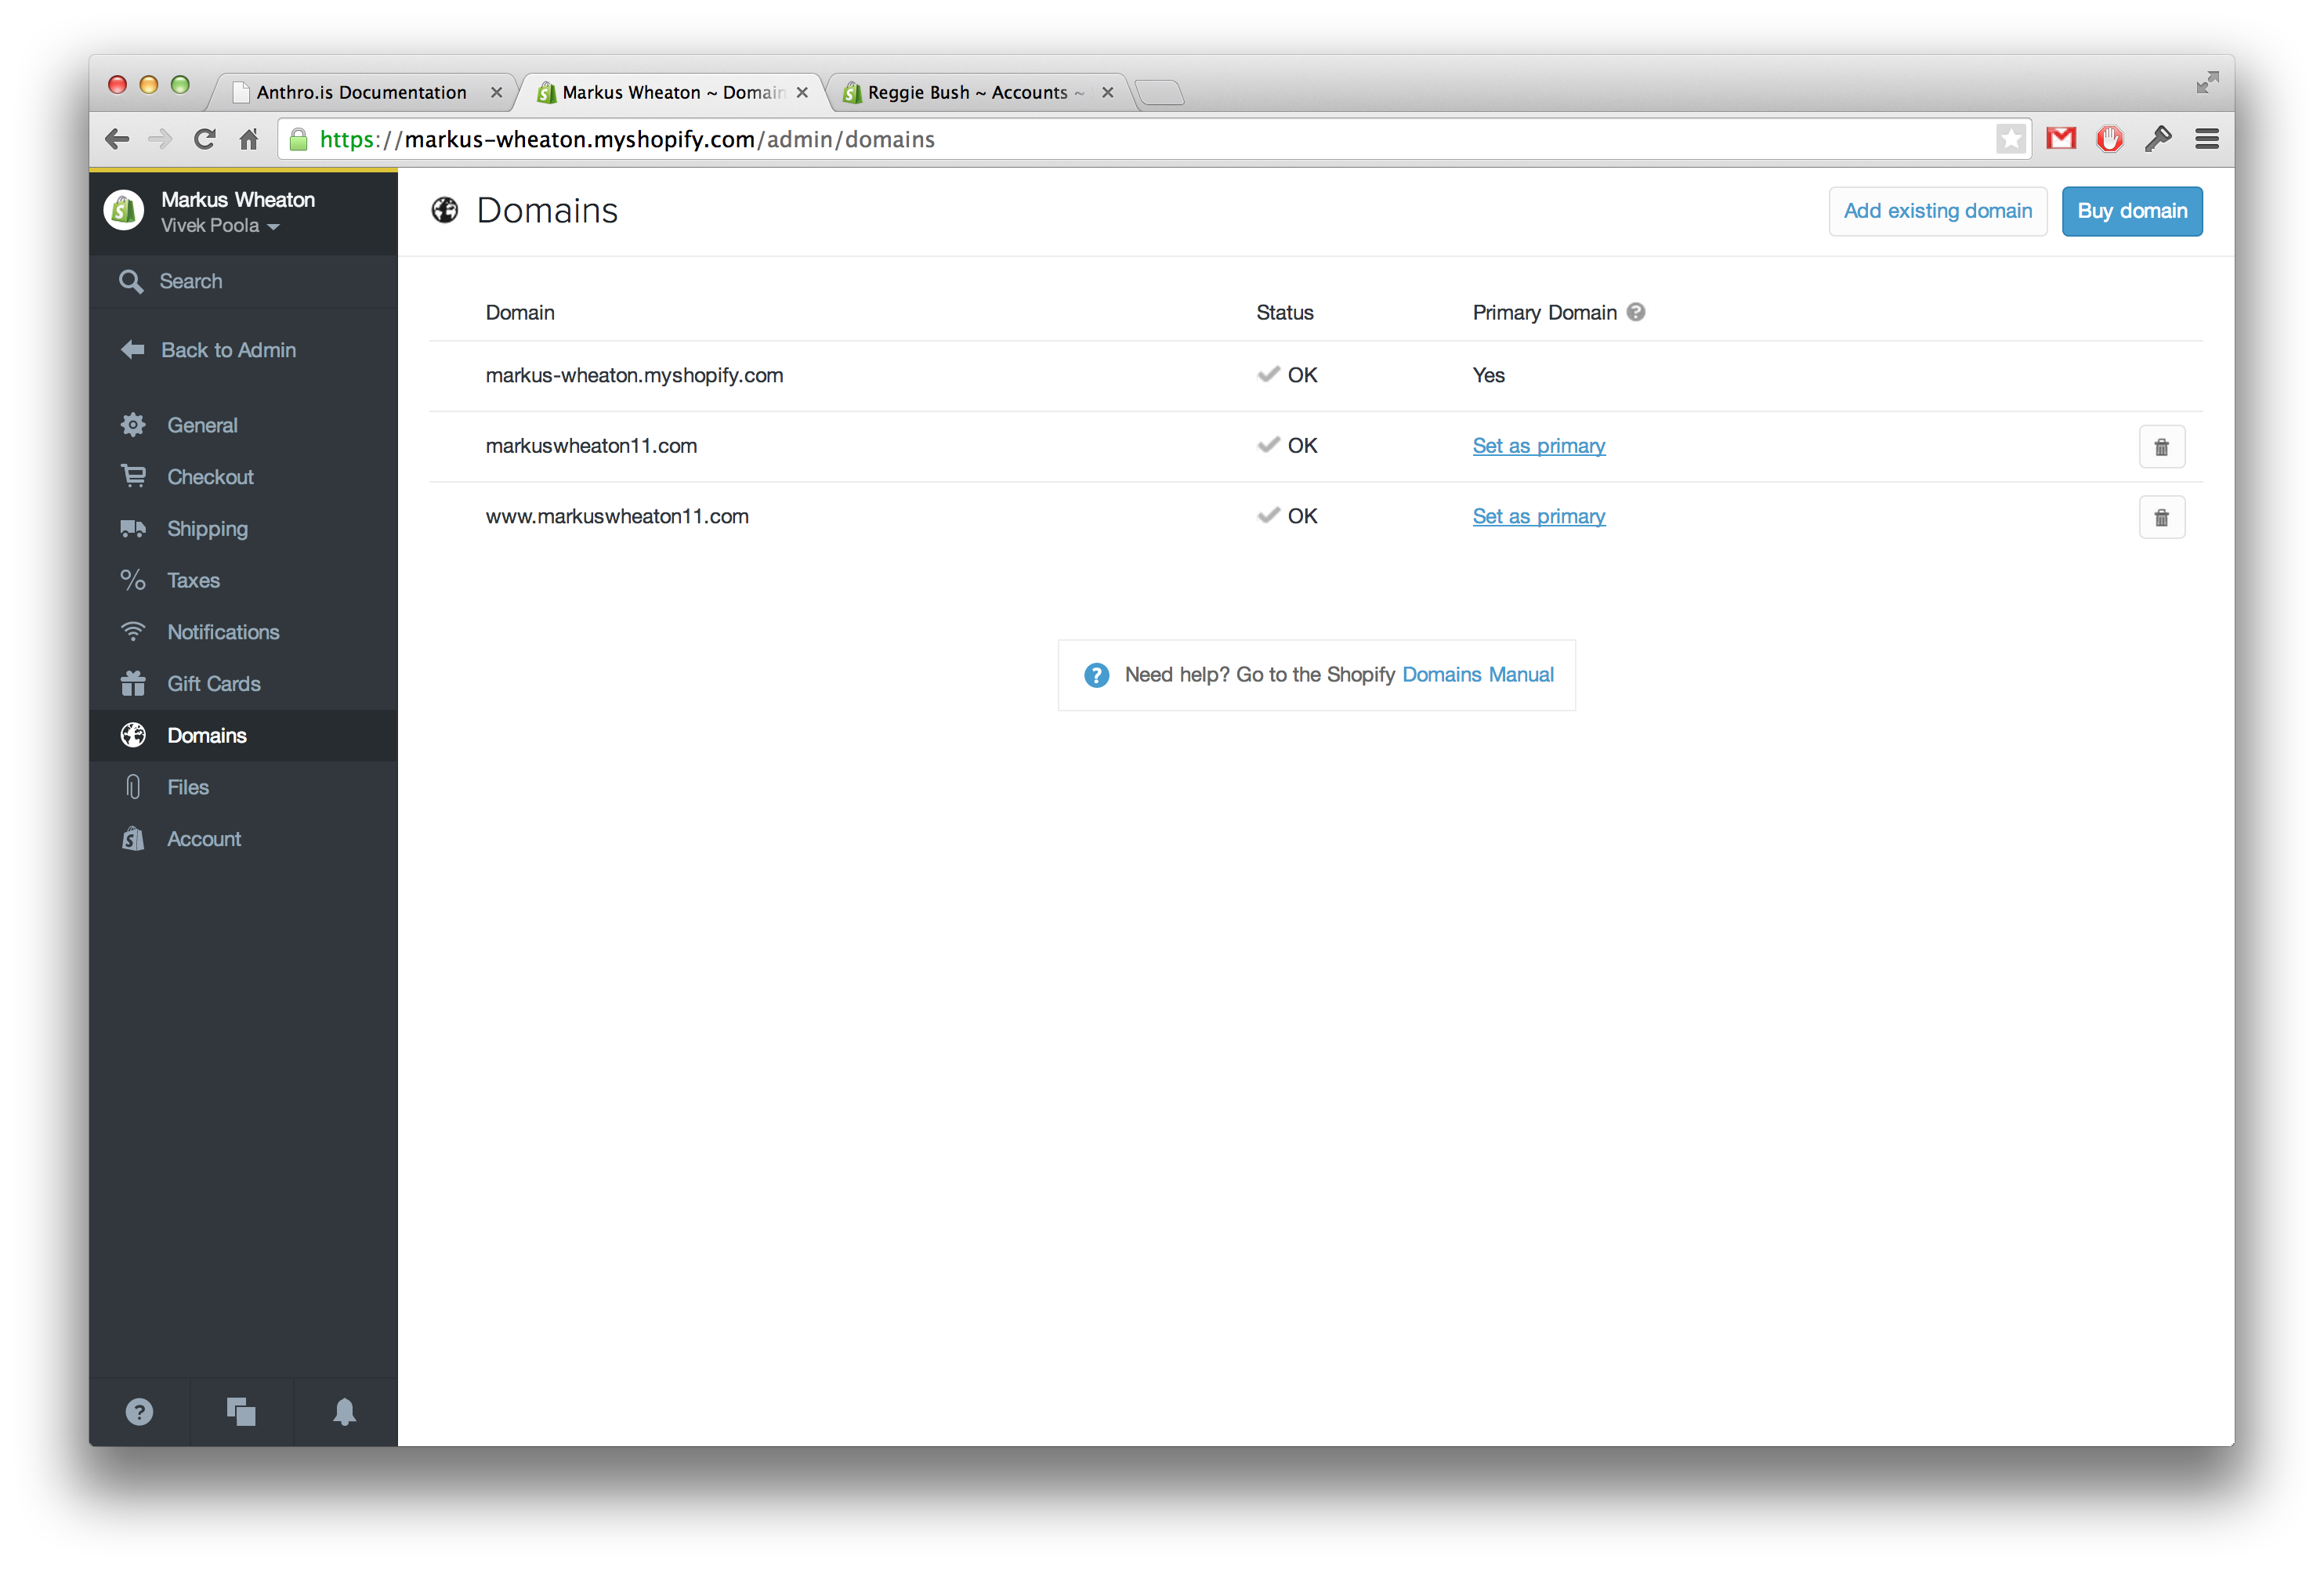 Anthro.is Documentation
Markus Wheaton ~ Domain
Reggie Bush ~ Accounts ~
https://markus-wheaton.myshopify.com/admin/domains
Markus Wheaton
Vivek Poola
Search
Back to Admin
General
Checkout
Shipping
Taxes
Notifications
Gift Cards
Domains
Files
Account
Domains
Add existing domain
Buy domain
Domain Status Primary Domain ?
markus-wheaton.myshopify.com OK Yes
markuswheaton11.com OK Set as primary
www.markuswheaton11.com OK Set as primary
? Need help? Go to the Shopify Domains Manual
?